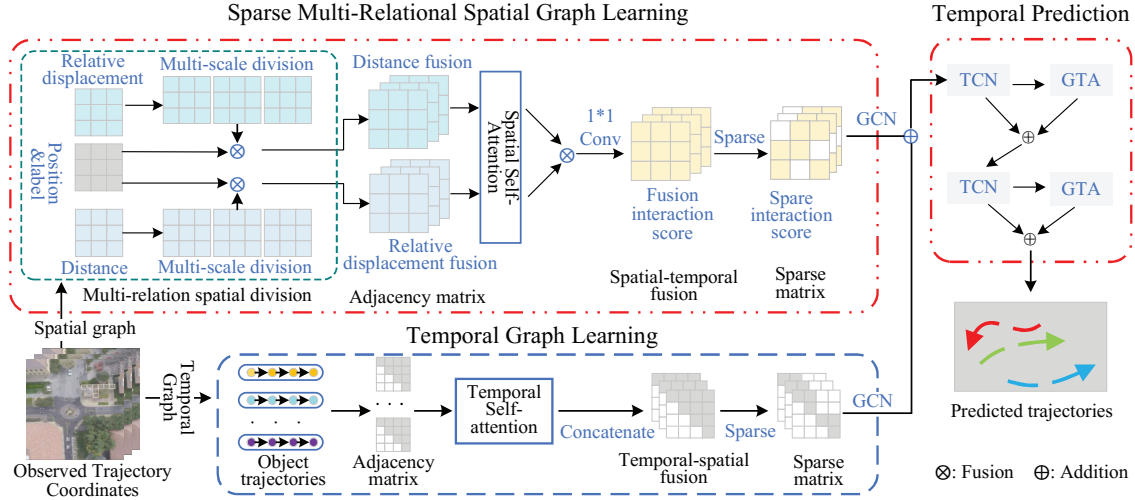 Sparse Multi-Relational Spatial Graph Learning
Temporal Prediction
Relative
displacement
Multi-scale division
Position
&label
Distance
Multi-scale division
Multi-relation spatial division
Distance fusion
Relative
displacement fusion
Adjacency matrix
Spatial Self-
Attention
1*1
Conv
Fusion
interaction
score
Spatial-temporal
fusion
Sparse
Spare
interaction
score
Sparse
matrix
GCN
TCN
GTA
TCN
GTA
Spatial graph
Observed Trajectory
Coordinates
Temporal
Graph
Temporal Graph Learning
. . . .
Object
trajectories
. . .
Adjacency
matrix
Temporal
Self-
attention
Concatenate
Temporal-spatial
fusion
Sparse
Sparse
matrix
GCN
Predicted trajectories
⊗: Fusion ⊕: Addition